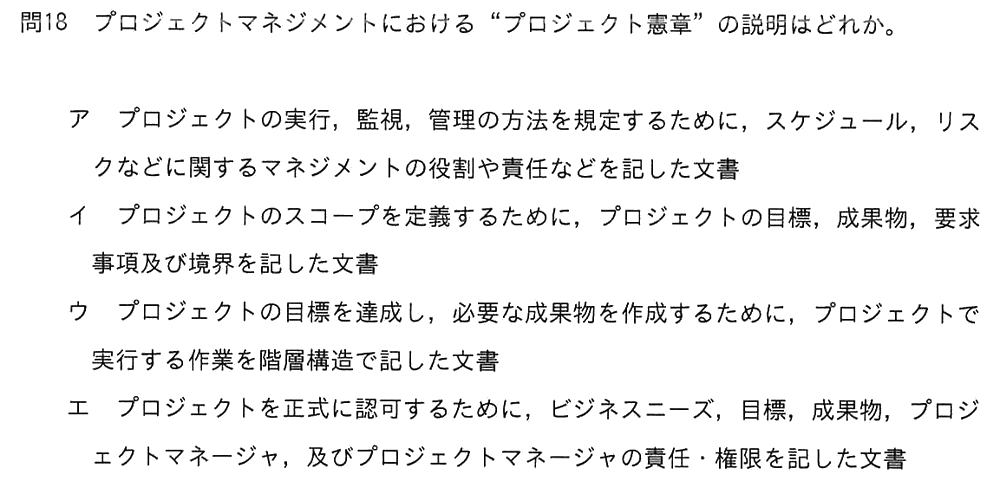 問18　プロジェクトマネジメントにおける“プロジェクト憲章”の説明はどれか。
ア　プロジェクトの実行，監視，管理の方法を規定するために，スケジュール，リス
クなどに関するマネジメントの役割や責任などを記した文書
イ　プロジェクトのスコープを定義するために，プロジェクトの目標，成果物，要求
事項及び境界を記した文書
ウ　プロジェクトの目標を達成し，必要な成果物を作成するために，プロジェクトで
実行する作業を階層構造で記した文書
エ　プロジェクトを正式に認可するために，ビジネスニーズ，目標，成果物，プロジ
ェクトマネージャ，及びプロジェクトマネージャの責任・権限を記した文書